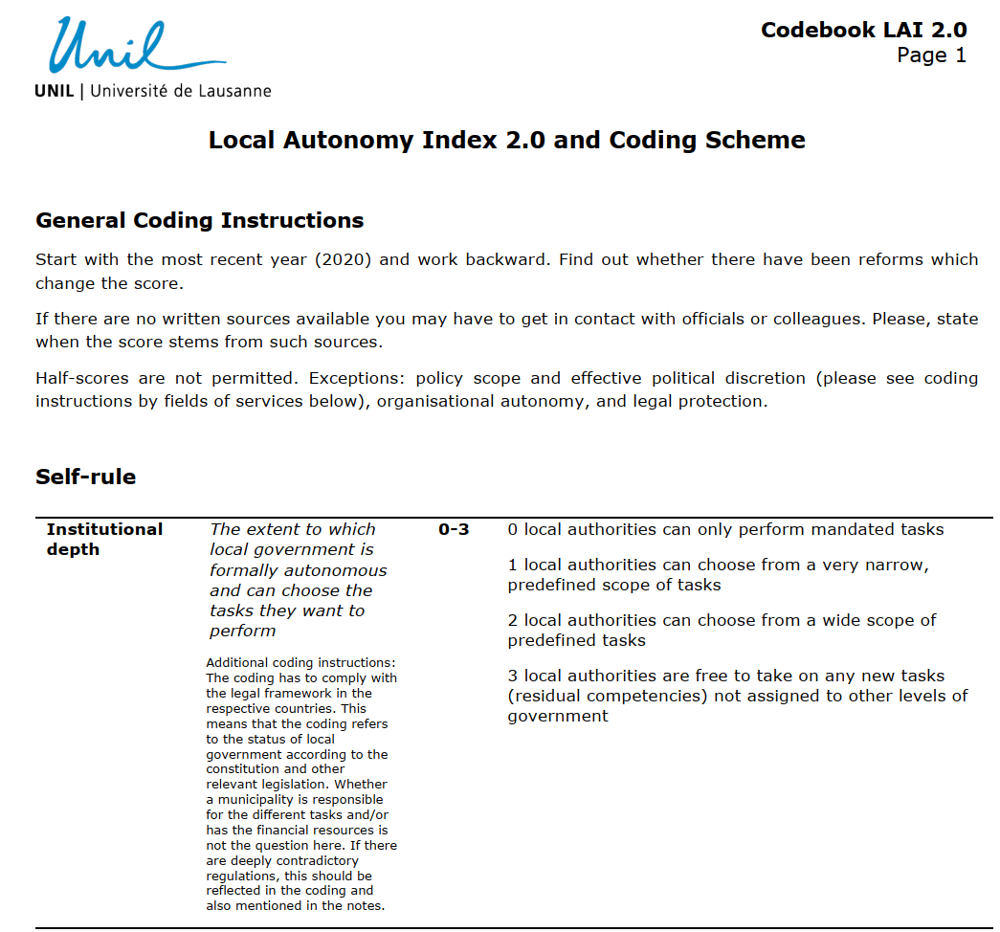 Unil
UNIL | Université de Lausanne
Codebook LAI 2.0
Page 1
Local Autonomy Index 2.0 and Coding Scheme
General Coding Instructions
Start with the most recent year (2020) and work backward. Find out whether there have been reforms which
change the score.
If there are no written sources available you may have to get in contact with officials or colleagues. Please, state
when the score stems from such sources.
Half-scores are not permitted. Exceptions: policy scope and effective political discretion (please see coding
instructions by fields of services below), organisational autonomy, and legal protection.
Self-rule
Institutional
depth
The extent to which
local government is
formally autonomous
and can choose the
tasks they want to
perform
Additional coding instructions:
The coding has to comply with
the legal framework in the
respective countries. This
means that the coding refers
to the status of local
government according to the
constitution and other
relevant legislation. Whether
a municipality is responsible
for the different tasks and/or
has the financial resources is
not the question here. If there
are deeply contradictory
regulations, this should be
reflected in the coding and
also mentioned in the notes.
0-3
0 local authorities can only perform mandated tasks
1 local authorities can choose from a very narrow,
predefined scope of tasks
2 local authorities can choose from a wide scope of
predefined tasks
3 local authorities are free to take on any new tasks
(residual competencies) not assigned to other levels of
government